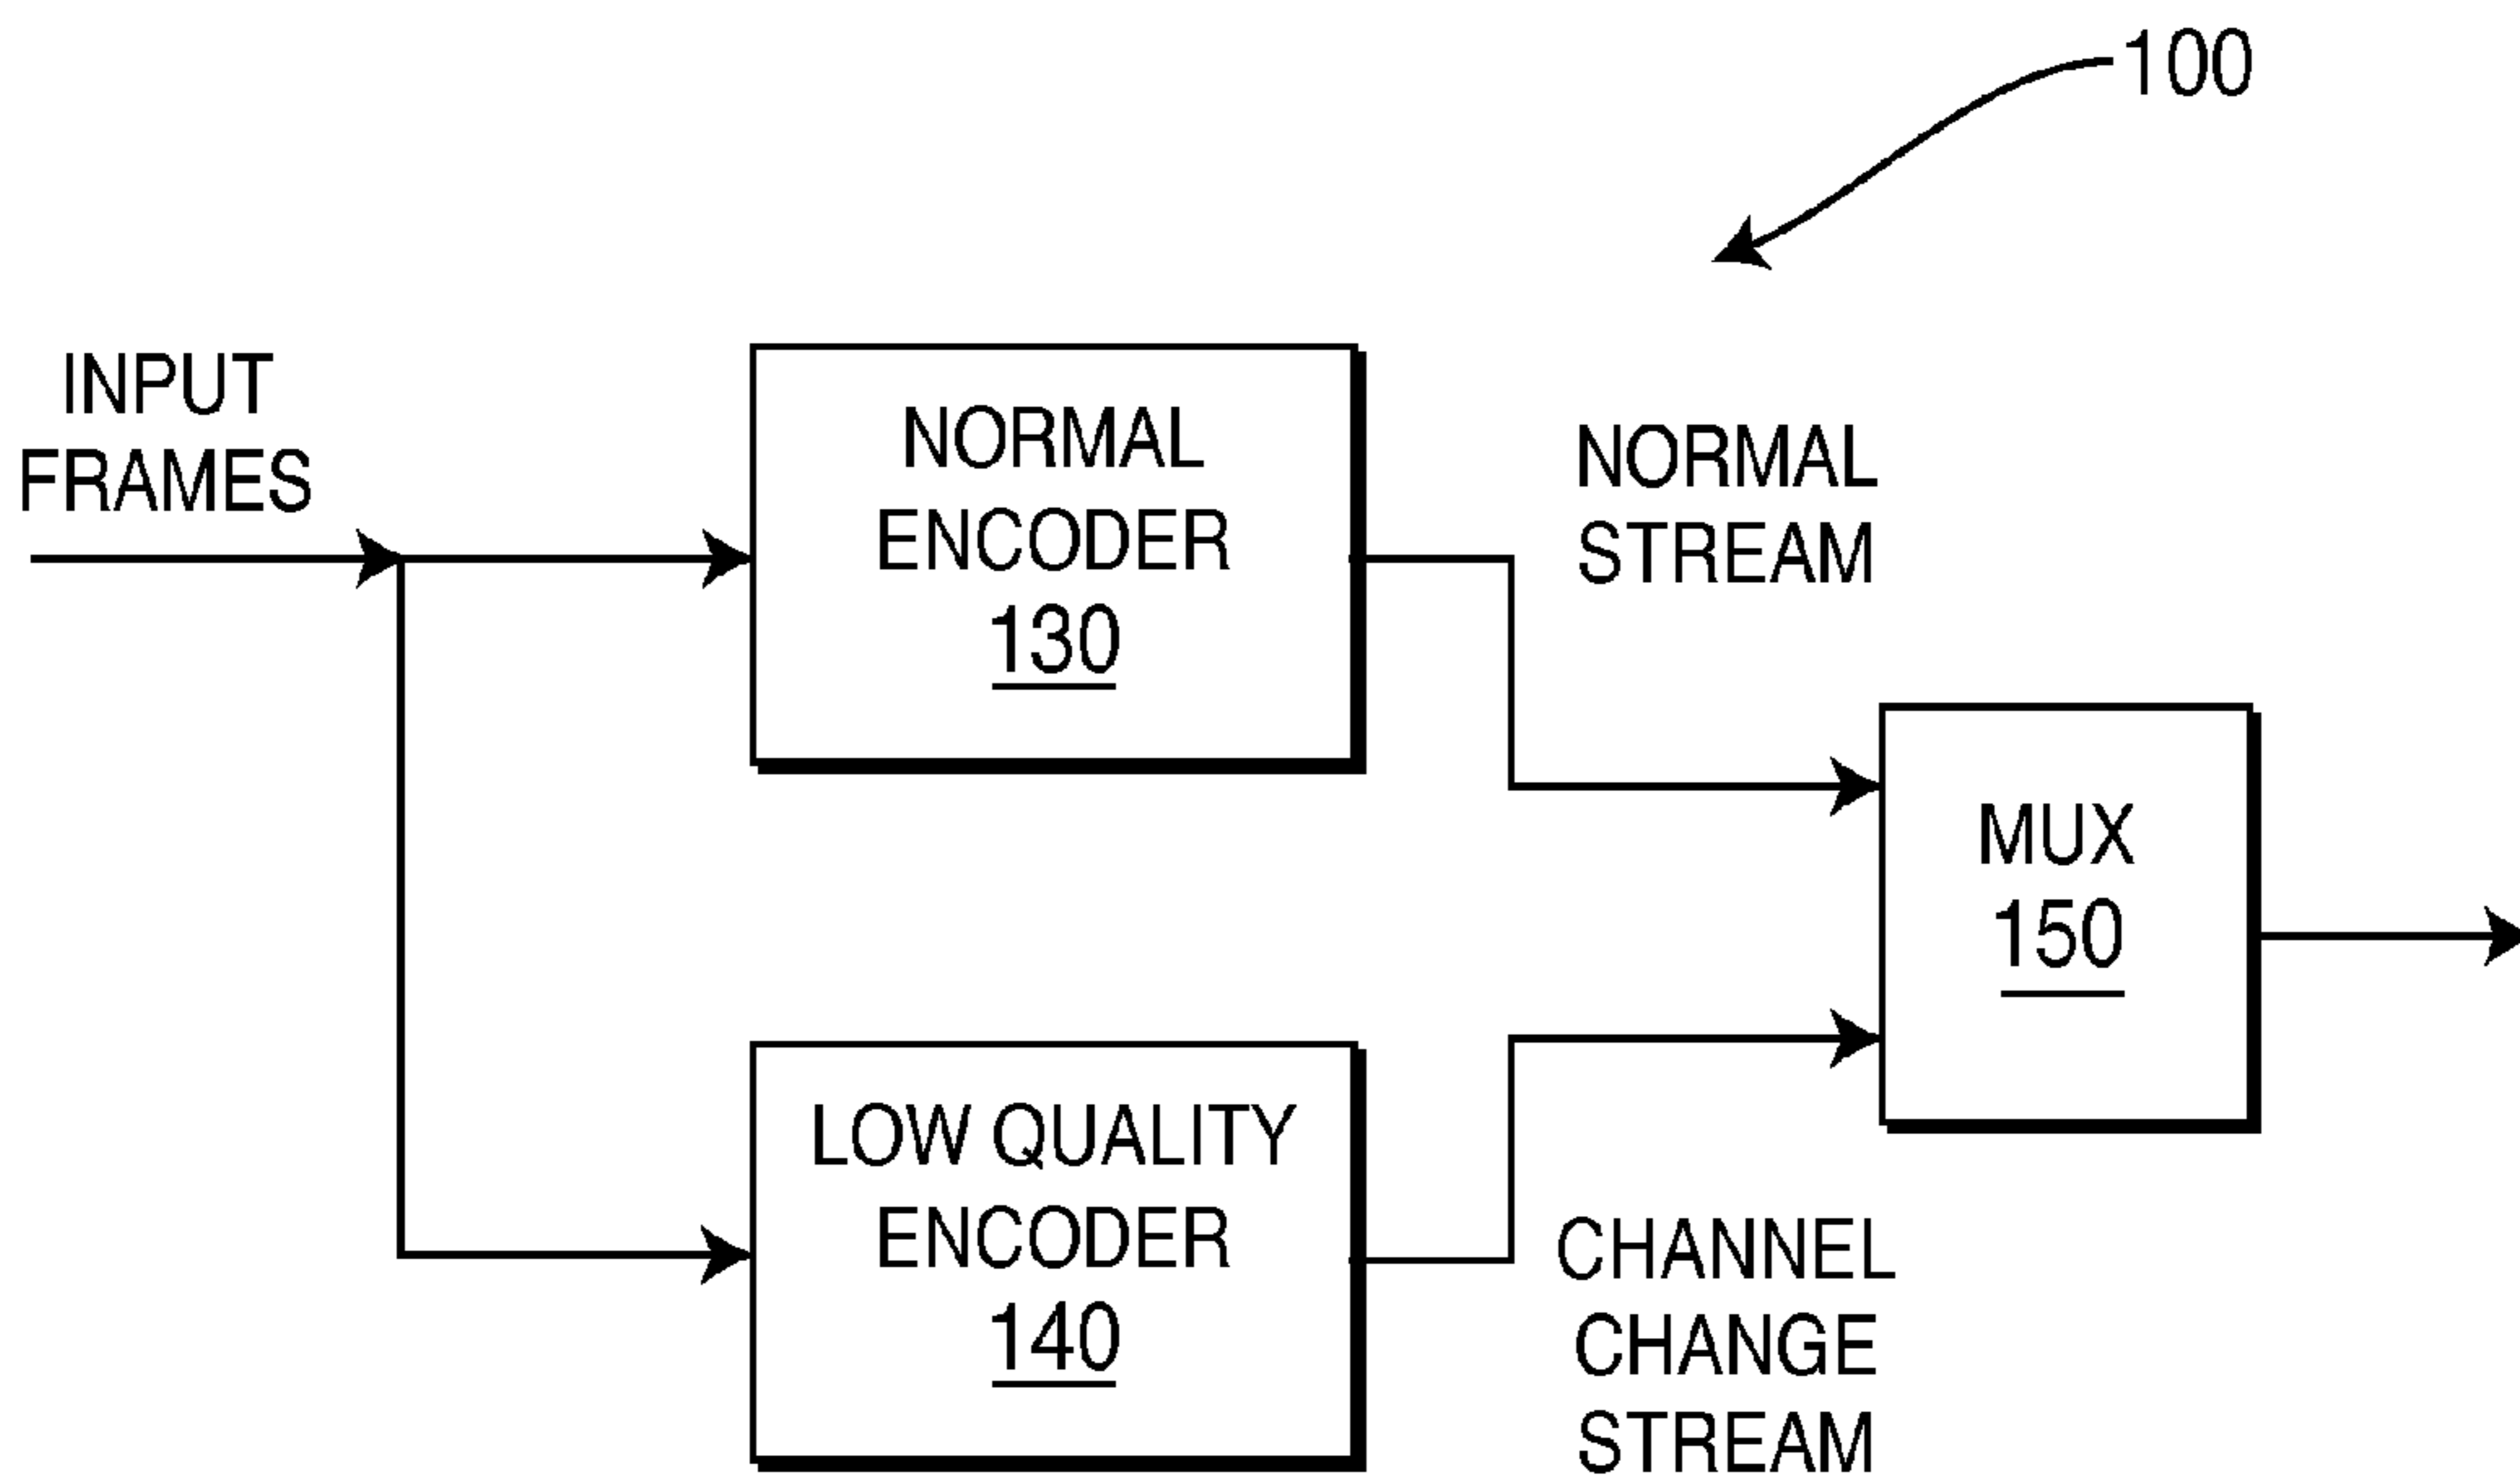 100
INPUT
FRAMES
NORMAL
ENCODER
130
NORMAL
STREAM
MUX
150
LOW QUALITY
ENCODER
140
CHANNEL
CHANGE
STREAM